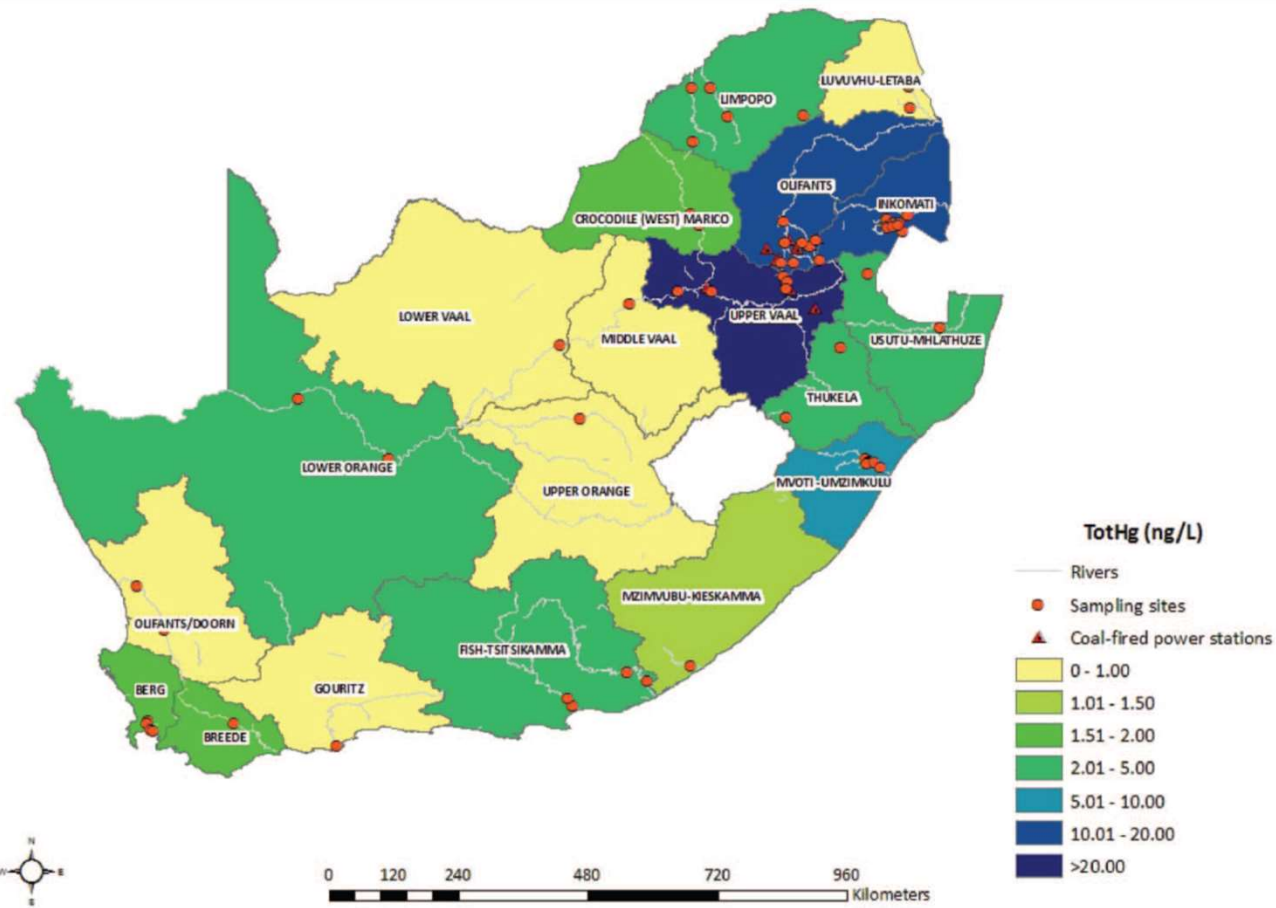 LUVUVHU-LETABA
LIMPOPO
OLIFANTS
INKOMATI
CROCODILE (WEST) MARICO
LOWER VAAL
UPPER VAAL
MIDDLE VAAL
USUTU-MHLATHUZE
THUKELA
LOWER ORANGE
UPPER ORANGE
MVOTI -UMZIMKULU
MZIMVUBU-KIESKAMMA
OLIFANTS/DOORN
FISH-TSITSIKAMMA
BERG
GOURITZ
BREEDE
TotHg (ng/L)
Rivers
Sampling sites
Coal-fired power stations
0 - 1.00
1.01 - 1.50
1.51 - 2.00
2.01 - 5.00
5.01 - 10.00
10.01 - 20.00
>20.00
N
W E
S
0 120 240 480 720 960
Kilometers